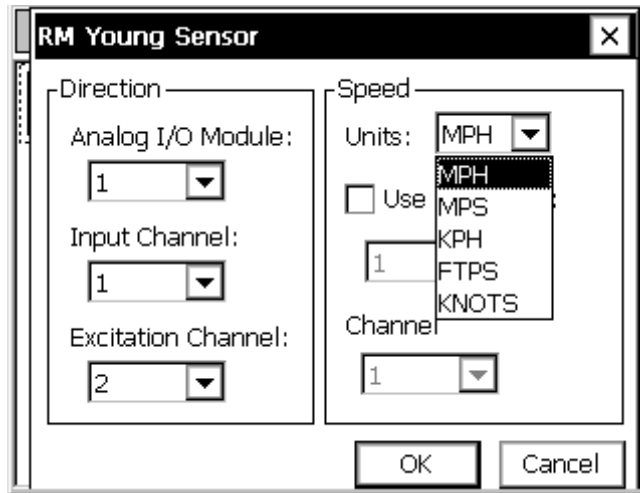 RM Young Sensor
Direction
Analog I/O Module:
1
Input Channel:
1
Excitation Channel:
2
Speed
Units: MPH
MPH
MPS
KPH
FTPS
KNOTS
Use :
1
Channel
1
OK Cancel